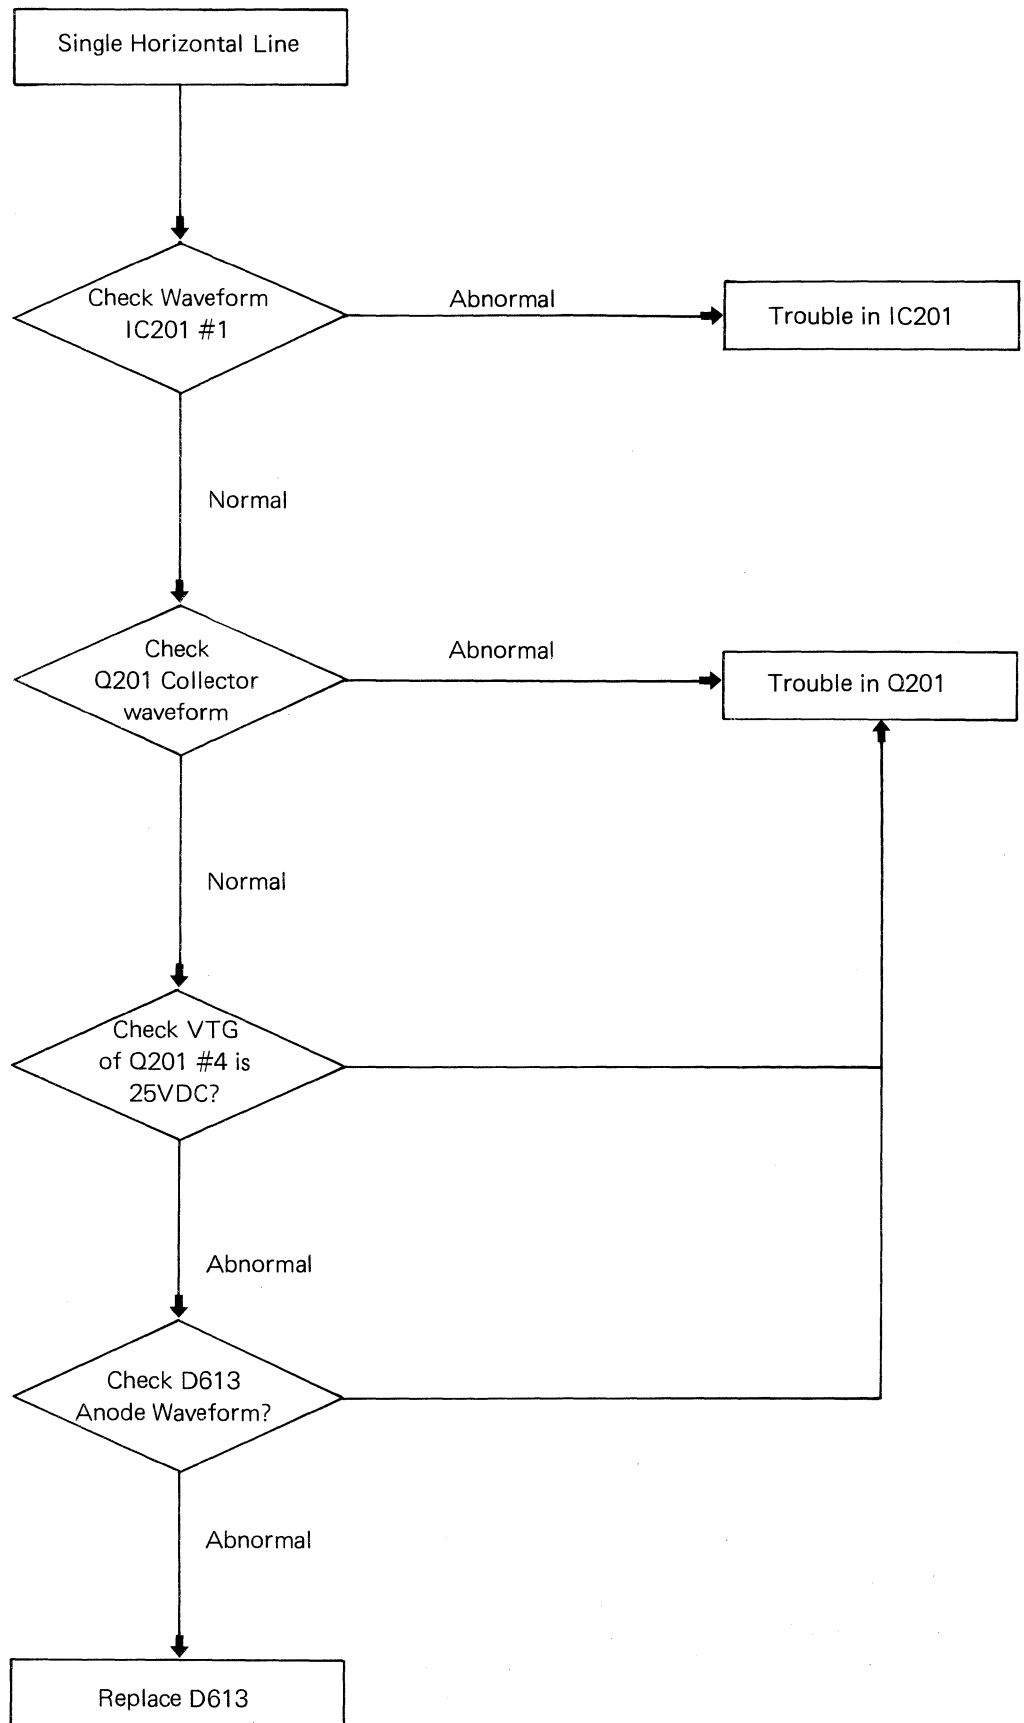 Single Horizontal Line
Check Waveform
IC201 #1
Abnormal
Trouble in IC201
Normal
Check
Q201 Collector
waveform
Abnormal
Trouble in Q201
Normal
Check VTG
of Q201 #4 is
25VDC?
Abnormal
Check D613
Anode Waveform?
Abnormal
Replace D613